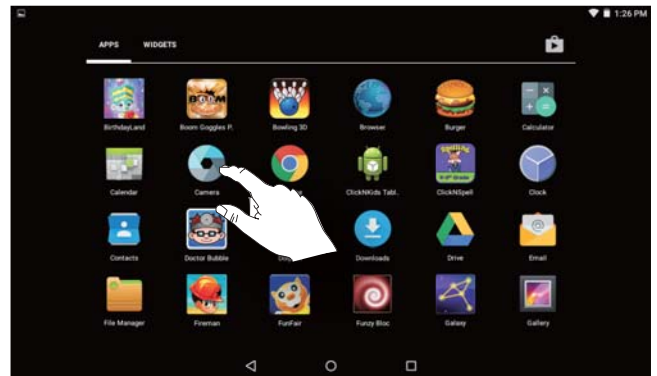 1:26 PM
APPS WIDGETS
BirthdayLand Boom Goggles P. Bowling 3D Browser Burger Calculator
Calendar Camera ClickNKids Tabl.. ClickNSpell Clock
Contacts Doctor Bubble Downloads Drive Email
File Manager Fireman FunFair Funzy Bloc Galaxy Gallery